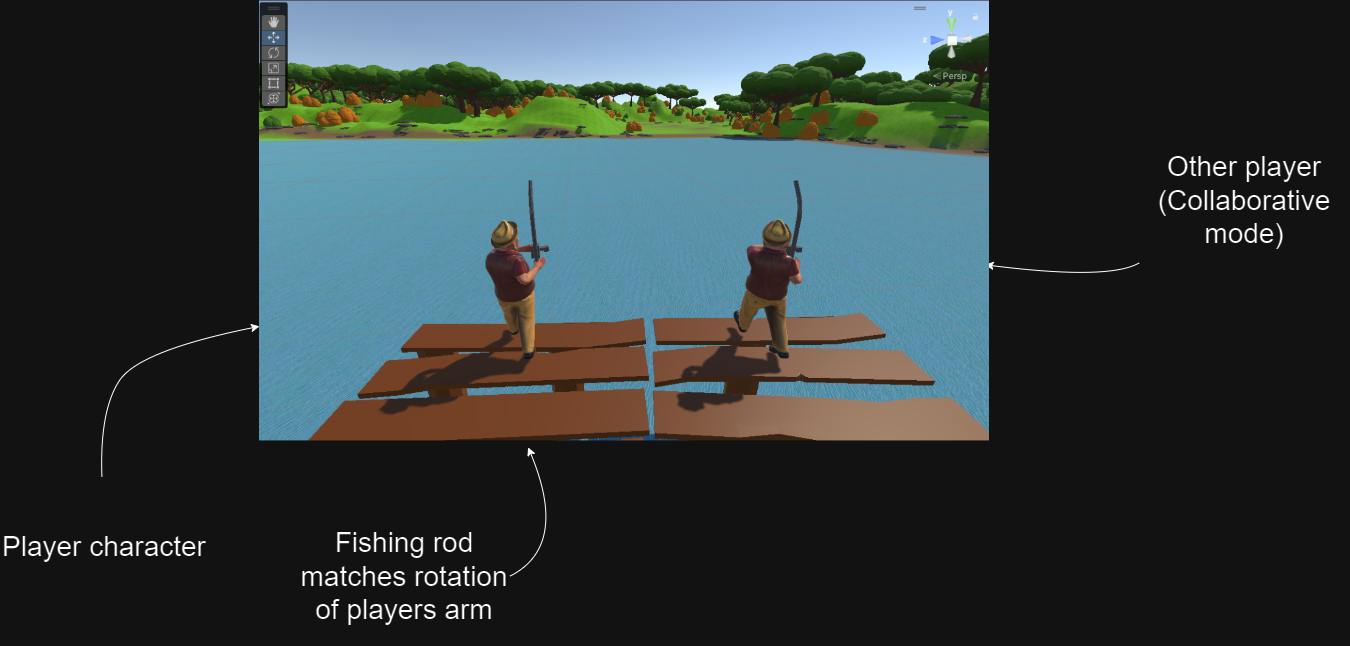 y
z
< Persp
Other player
(Collaborative
mode)
Player character
Fishing rod
matches rotation
of players arm